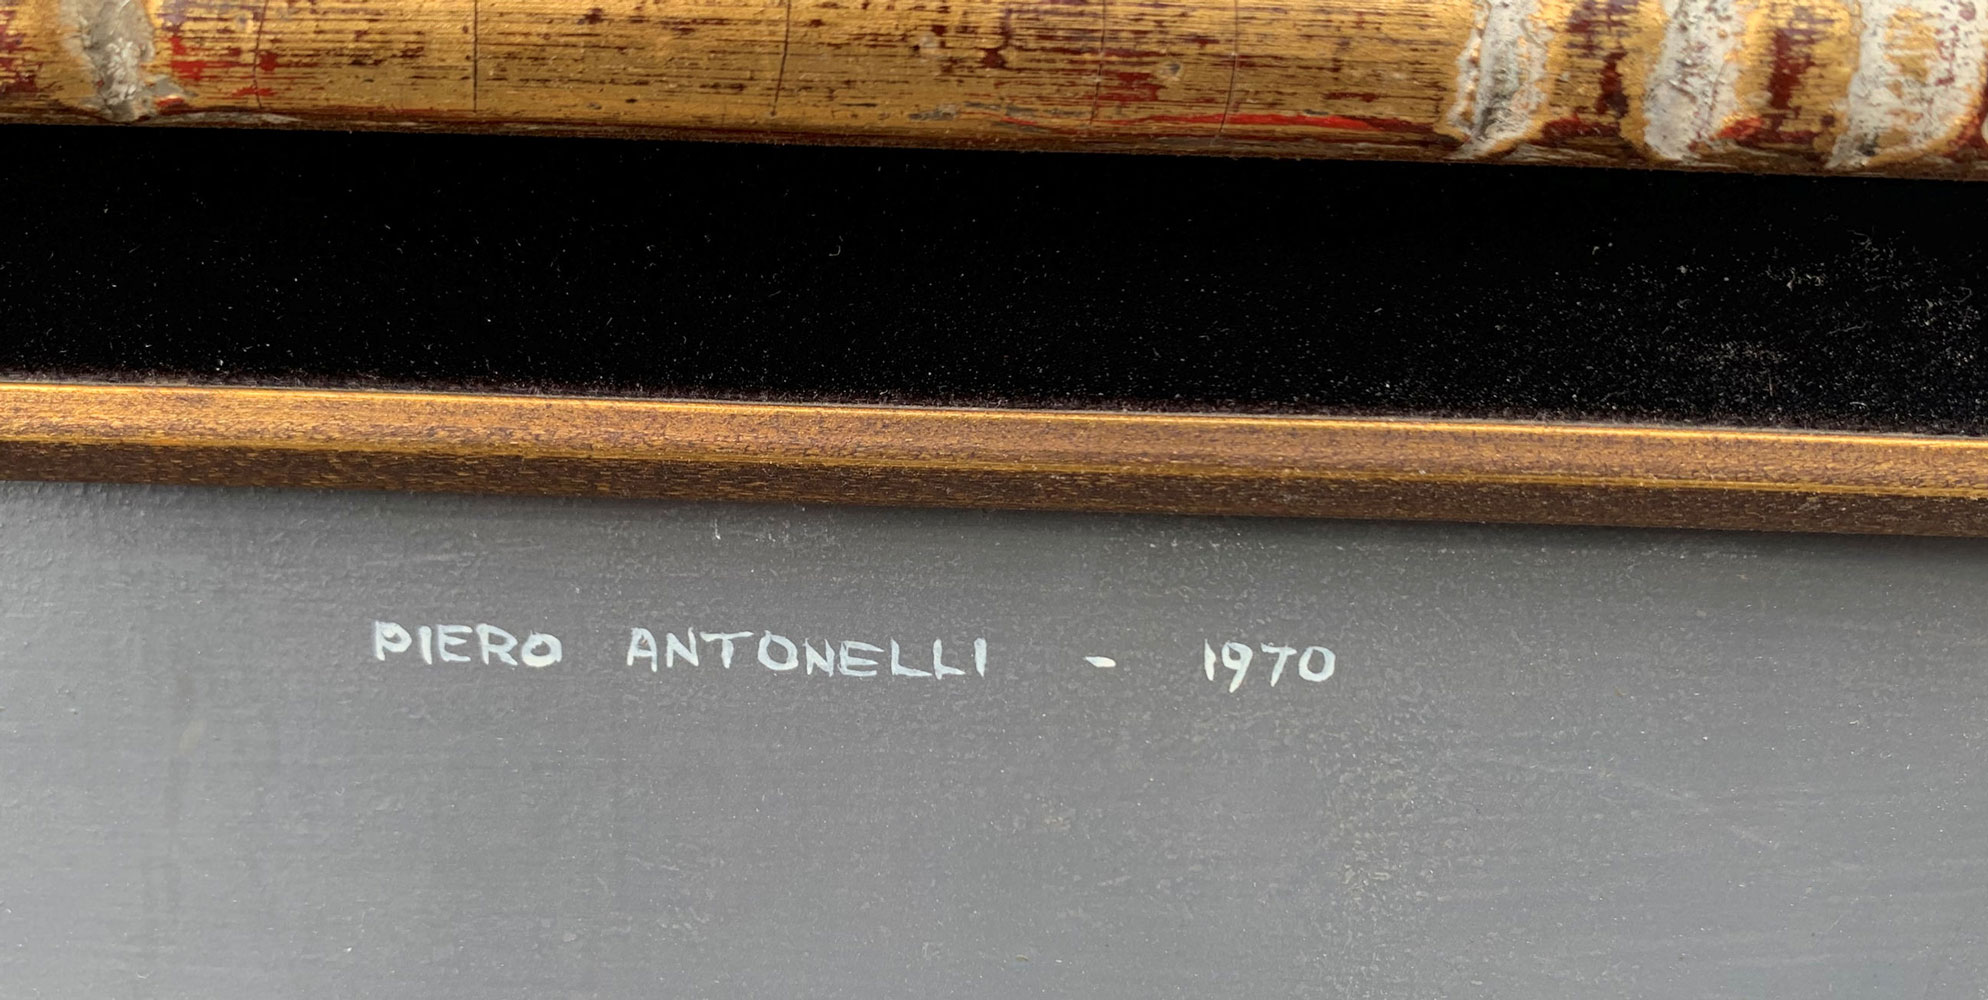 PIERO ANTONELLI - 1970